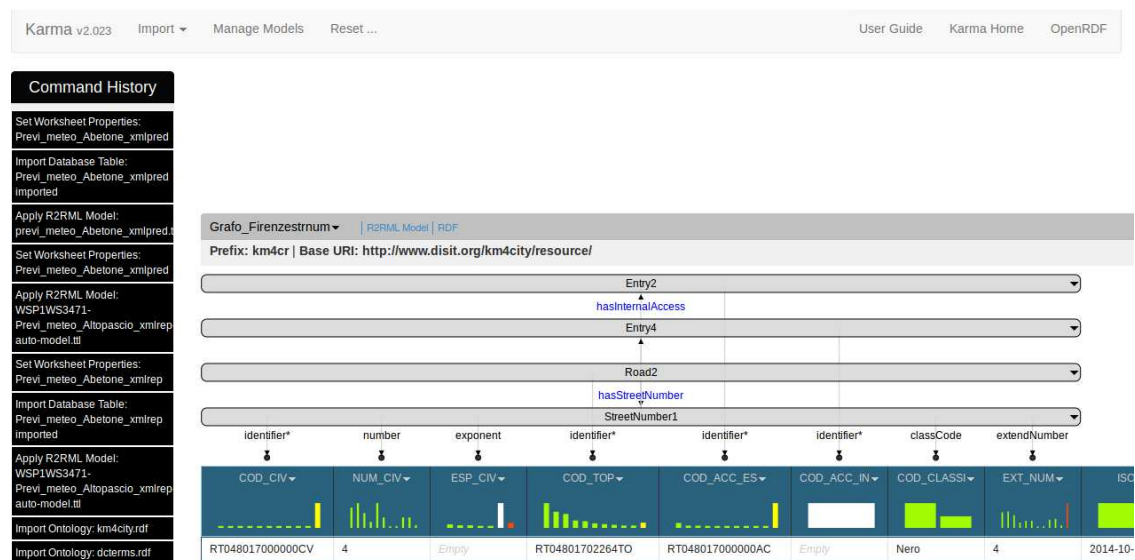 Karma v2.023 Import Manage Models Reset ... User Guide Karma Home OpenRDF
Command History
Set Worksheet Properties:
Previ_meteo_Abetone_xmlpred
Import Database Table:
Previ_meteo_Abetone_xmlpred
imported
Apply R2RML Model:
previ_meteo_Abetone_xmlpred.t
Set Worksheet Properties:
Previ_meteo_Abetone_xmlpred
Apply R2RML Model:
WSP1WS3471-
Previ_meteo_Altopascio_xmlrep-
auto-model.ttl
Set Worksheet Properties:
Previ_meteo_Abetone_xmlrep
Import Database Table:
Previ_meteo_Abetone_xmlrep
imported
Apply R2RML Model:
WSP1WS3471-
Previ_meteo_Altopascio_xmlrep-
auto-model.ttl
Import Ontology: km4city.rdf
Import Ontology: dcterms.rdf
Grafo_Firenzestrnum R2RML Model RDF
Prefix: km4cr | Base URI: http://www.disit.org/km4city/resource/
Entry2
hasInternalAccess
Entry4
Road2
hasStreetNumber
StreetNumber1
identifier* number exponent identifier* identifier* identifier* classCode extendNumber
COD_CIV NUM_CIV ESP_CIV COD_TOP COD_ACC_ES COD_ACC_IN COD_CLASSI EXT_NUM ISC
RT048017000000CV 4 Empty RT04801702264TO RT048017000000AC Empty Nero 4 2014-10-